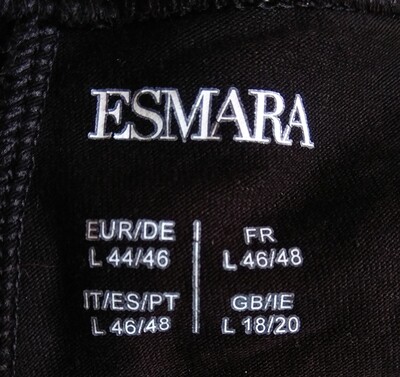 ESMARA
EUR/DE
L 44/46
FR
L 46/48
IT/ES/PT
L 46/48
GB/IE
L 18/20